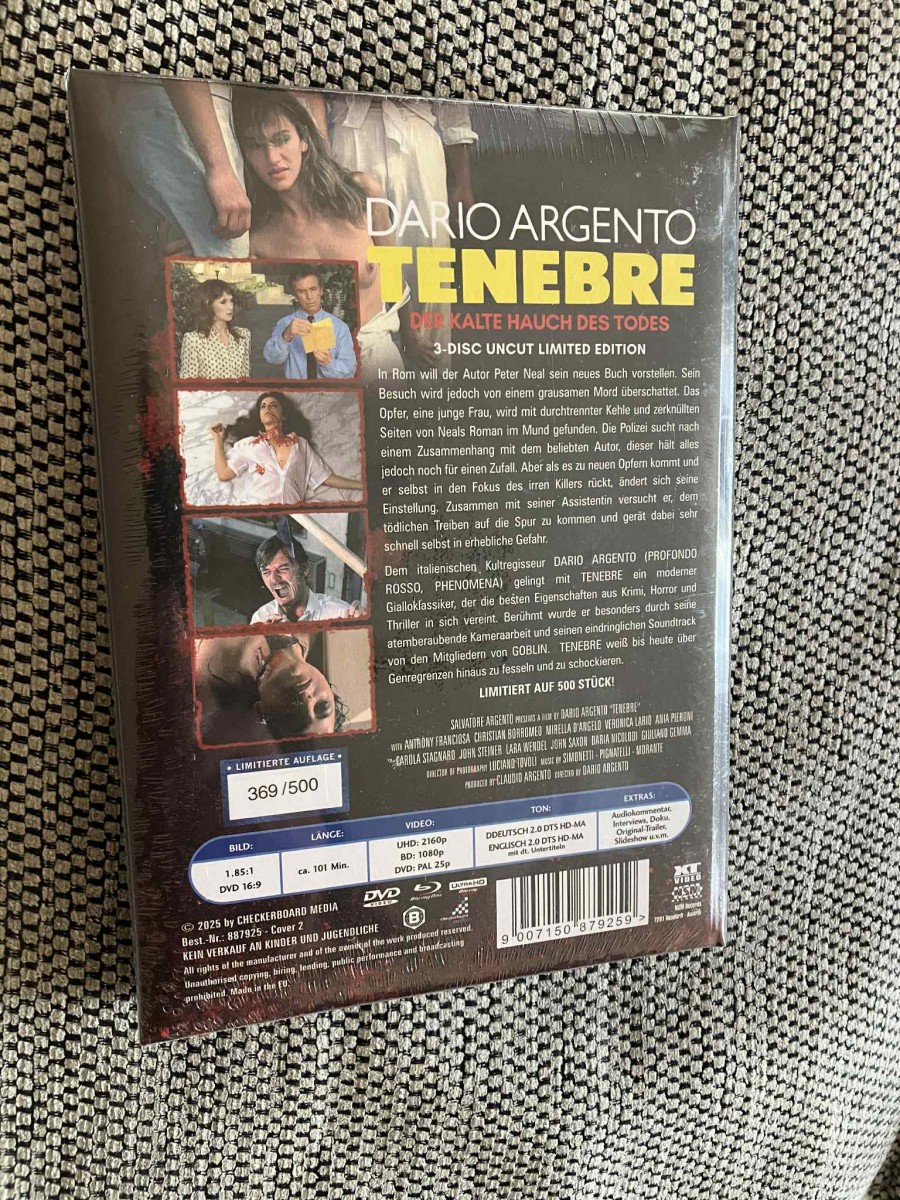 DARIO ARGENTO
TENEBRE
DER KALTE HAUCH DES TODES
3-DISC UNCUT LIMITED EDITION
In Rom will der Autor Peter Neal sein neues Buch vorstellen. Sein
Besuch wird jedoch von einem grausamen Mord überschattet. Das
Opfer, eine junge Frau, wird mit durchtrennter Kehle und zerknüllten
Seiten von Neals Roman im Mund gefunden. Die Polizei sucht nach
einem Zusammenhang mit dem beliebten Autor, dieser hält alles
jedoch noch für einen Zufall. Aber als es zu neuen Opfern kommt und
er selbst in den Fokus des irren Killers rückt, ändert sich seine
Einstellung. Zusammen mit seiner Assistentin versucht er, dem
tödlichen Treiben auf die Spur zu kommen und gerät dabei sehr
schnell selbst in erhebliche Gefahr.
Dem italienischen Kultregisseur DARIO ARGENTO (PROFONDO
ROSSO, PHENOMENA) gelingt mit TENEBRE ein moderner
Gialloklassiker, der die besten Eigenschaften aus Krimi, Horror und
Thriller in sich vereint. Berühmt wurde er besonders durch seine
atemberaubende Kameraarbeit und seinen eindringlichen Soundtrack
von den Mitgliedern von GOBLIN. TENEBRE weiß bis heute über
Genregrenzen hinaus zu fesseln und zu schockieren.
LIMITIERT AUF 500 STÜCK!
SALVATORE ARGENTO PRESENTS A FILM BY DARIO ARGENTO "TENEBRE"
WITH ANTHONY FRANCIOSA CHRISTIAN BORROMEO MIRELLA D'ANGELO VERONICA LARIO ANIA PIERONI
CAROLA STAGNARO JOHN STEINER LARA WENDEL JOHN SAXON DARIA NICOLODI GIULIANO GEMMA
DIRECTOR OF PHOTOGRAPHY LUCIANO TOVOLI MUSIC BY SIMONETTI - PIGNATELLI - MORANTE
PRODUCED BY CLAUDIO ARGENTO DIRECTED BY DARIO ARGENTO
• LIMITIERTE AUFLAGE •
369 /500
BILD:
1.85:1
DVD 16:9
LÄNGE:
ca. 101 Min.
VIDEO:
UHD: 2160p
BD: 1080p
DVD: PAL 25p
TON:
DDEUTSCH 2.0 DTS HD-MA
ENGLISCH 2.0 DTS HD-MA
mit dt. Untertiteln
EXTRAS:
Audiokommentar,
Interviews, Doku,
Original-Trailer,
Slideshow u.v.m.
DVD VIDEO
Blu-ray Disc
ULTRA HD Blu-ray
B
© 2025 by CHECKERBOARD MEDIA
Best.-Nr.: 887925 - Cover 2
KEIN VERKAUF AN KINDER UND JUGENDLICHE
All rights of the manufacturer and of the owner of the work produced reserved.
Unauthorised copying, hiring, lending, public performance and broadcasting
prohibited. Made in the EU.
9 007150 879259 >
XT
VIDEO
NSM
NSM Records